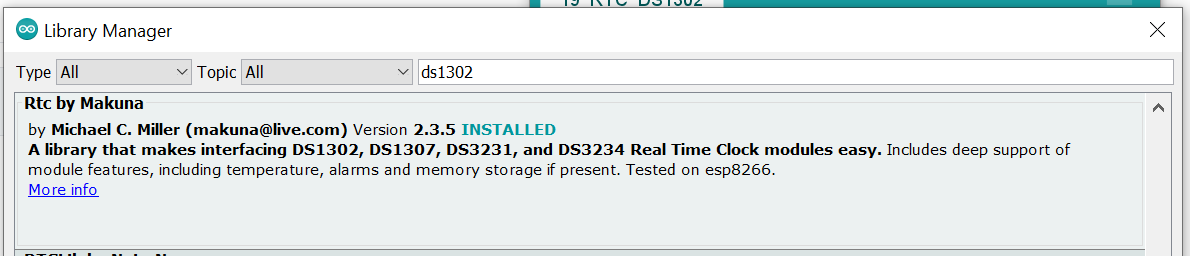 19_RTC_DS1302
Library Manager
Type All Topic All ds1302
Rtc by Makuna
by Michael C. Miller (makuna@live.com) Version 2.3.5 INSTALLED
A library that makes interfacing DS1302, DS1307, DS3231, and DS3234 Real Time Clock modules easy. Includes deep support of
module features, including temperature, alarms and memory storage if present. Tested on esp8266.
More info